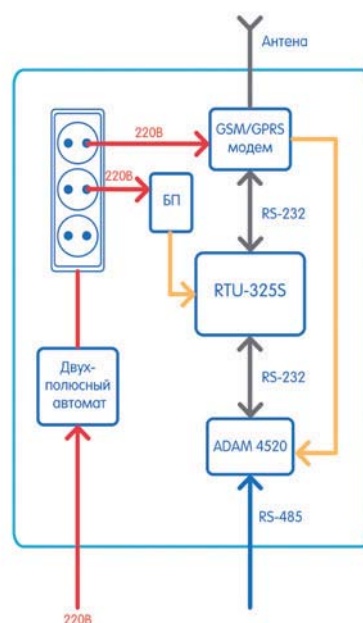 Антена
220В
GSM/GPRS
модем
220В
БП
RS-232
RTU-325S
Двух-
полюсный
автомат
RS-232
ADAM 4520
RS-485
220В